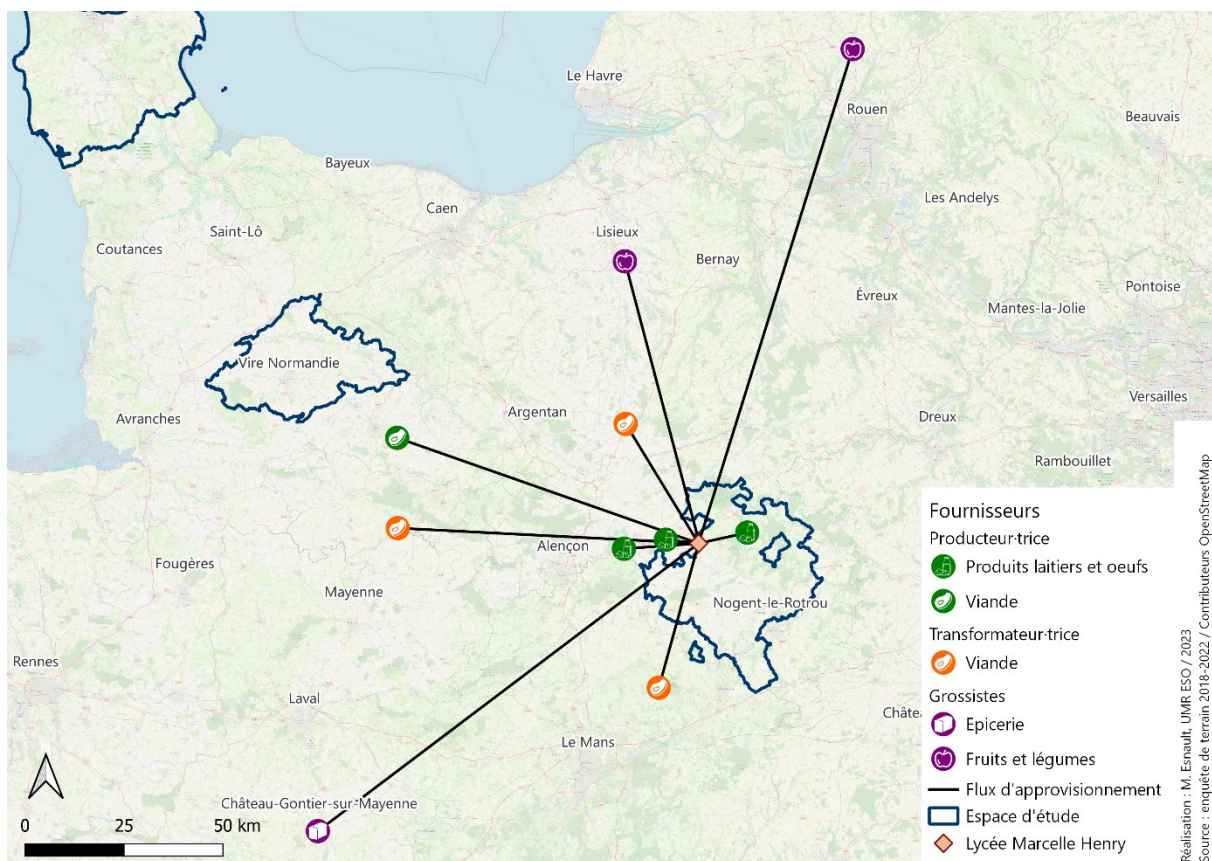 Le Havre
Rouen
Beauvais
Bayeux
Caen
Les Andelys
Saint-Lô
Lisieux
Bernay
Coutances
Pontoise
Évreux
Mantes-la-Jolie
Vire Normandie
Versailles
Avranches
Argentan
Dreux
Rambouillet
Alençon
Fougères
Mayenne
Nogent-le-Rotrou
Rennes
Laval
Le Mans
Châte
Château-Gontier-sur-Mayenne
0 25 50 km
Fournisseurs
Producteur·trice
Produits laitiers et oeufs
Viande
Transformateur·trice
Viande
Grossistes
Epicerie
Fruits et légumes
Flux d'approvisionnement
Espace d'étude
Lycée Marcelle Henry
Réalisation : M. Esnault, UMR ESO / 2023
Source : enquête de terrain 2018-2022 / Contributeurs OpenStreetMap